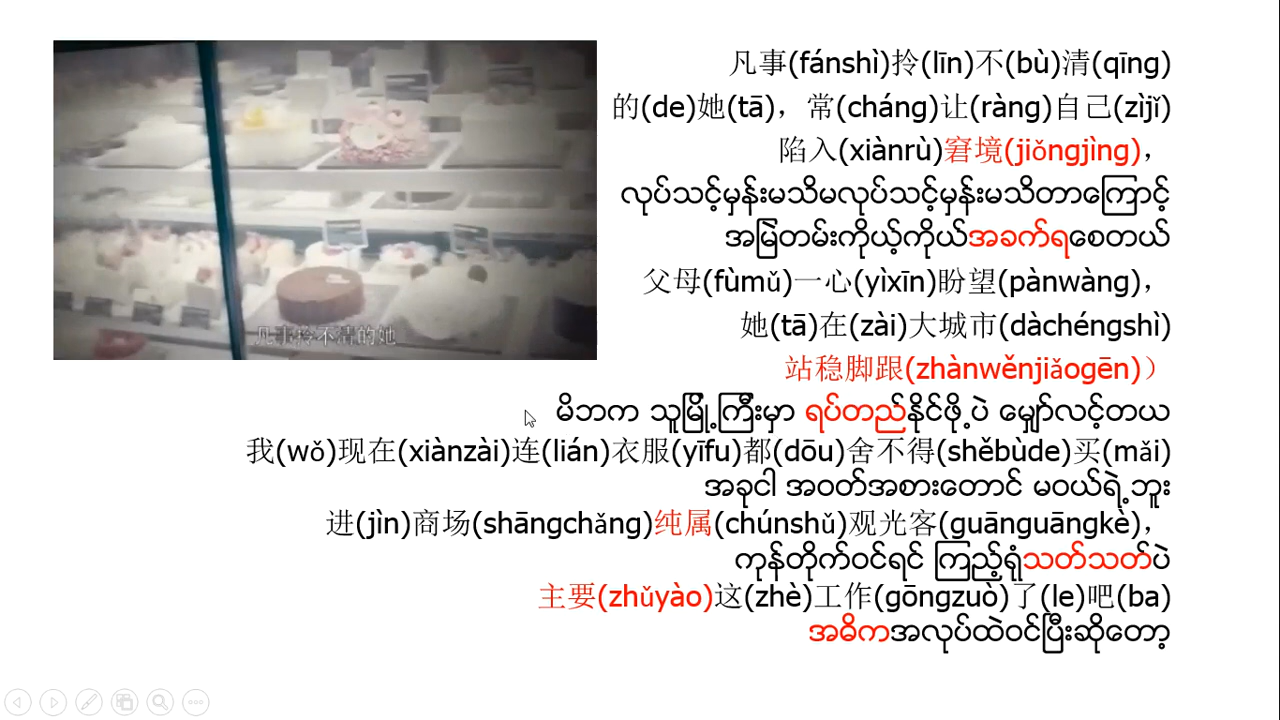 凡事(fánshì)拎(līn)不(bù)清(qīng)
的(de)她(tā)，常(cháng)让(ràng)自己(zìjǐ)
陷入(xiànrù)窘境(jiǒngjìng)，
လုပ်သင့်မှန်းမသိမလုပ်သင့်မှန်းမသိတာကြောင့်
အမြဲတမ်းကိုယ့်ကိုယ်အခက်ရစေတယ်
父母(fùmǔ)一心(yìxīn)盼望(pànwàng)，
她(tā)在(zài)大城市(dàchéngshì)
站稳脚跟(zhànwěnjiǎogēn)）
မိဘက သူမြို့ကြီးမှာ ရပ်တည်နိုင်ဖို့ပဲ မျှော်လင့်တယ
我(wǒ)现在(xiànzài)连(lián)衣服(yīfu)都(dōu)舍不得(shěbùde)买(mǎi)
အခုငါ အဝတ်အစားတောင် မဝယ်ရဲ့ဘူး
进(jìn)商场(shāngchǎng)纯属(chúnshǔ)观光客(guānguāngkè)，
ကုန်တိုက်ဝင်ရင် ကြည့်ရုံသတ်သတ်ပဲ
主要(zhǔyào)这(zhè)工作(gōngzuò)了(le)吧(ba)
အဓိကအလုပ်ထဲဝင်ပြီးဆိုတော့
凡事拎不清的她